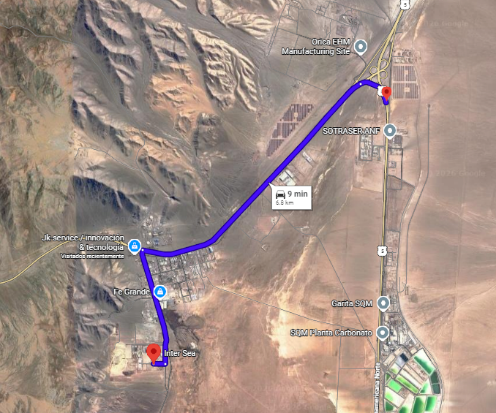 5
Orica EBM
Manufacturing Site
SOTRASER ANF
9 min
6.8 km
Jk service / innovación
& tecnología
Visitados recientemente
5
Fe Grande
Garita SQM
SQM Planta Carbonato
Inter Sea